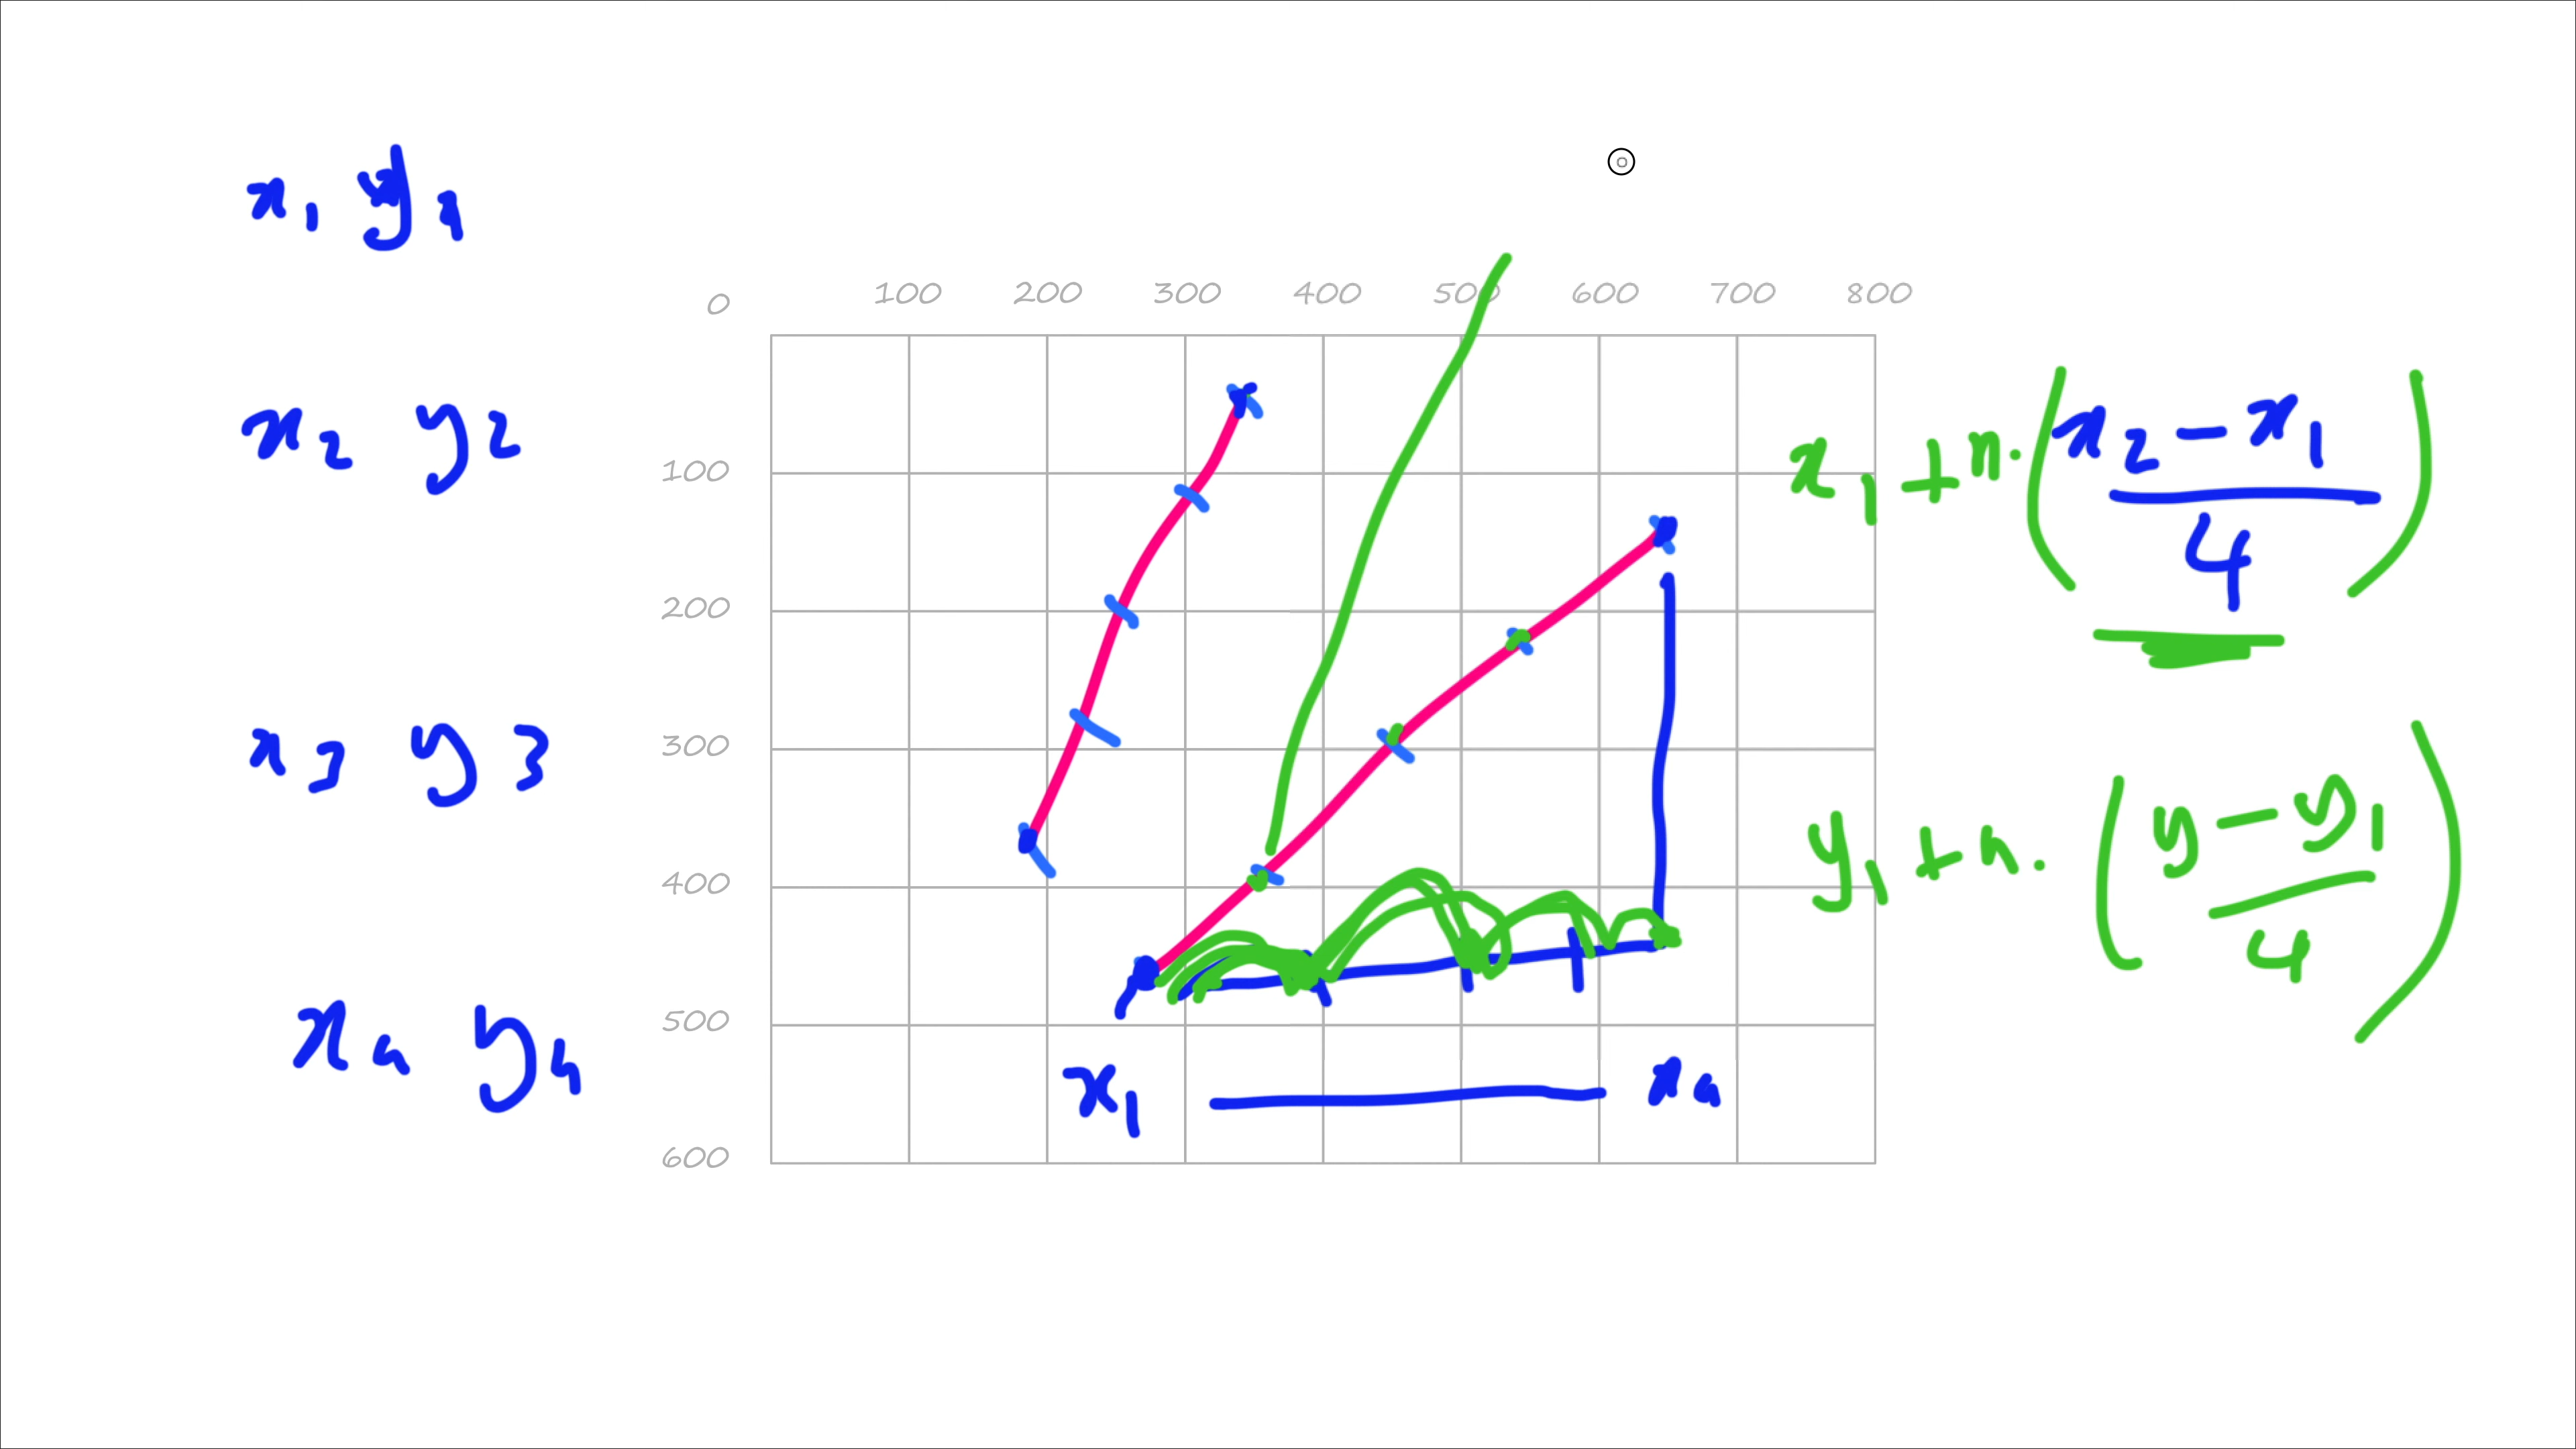 x1 y1
0 100 200 300 400 500 600 700 800
x2 y2
100
x1 + n · (x2 - x1 / 4)
200
300
x3 y3
400
y1 + n · (y - y1 / 4)
500
x4 y4
x1 x4
600